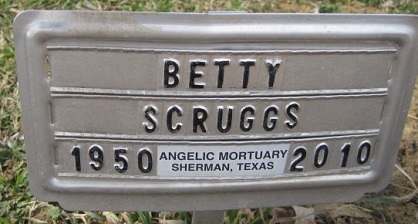 BETTY
SCRUGGS
1950 ANGELIC MORTUARY 2010
SHERMAN, TEXAS